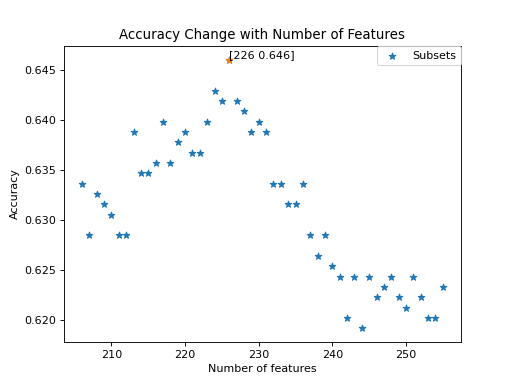 Accuracy Change with Number of Features
[226 0.646]
Subsets
0.645
0.640
0.635
0.630
0.625
0.620
Accuracy
210 220 230 240 250
Number of features